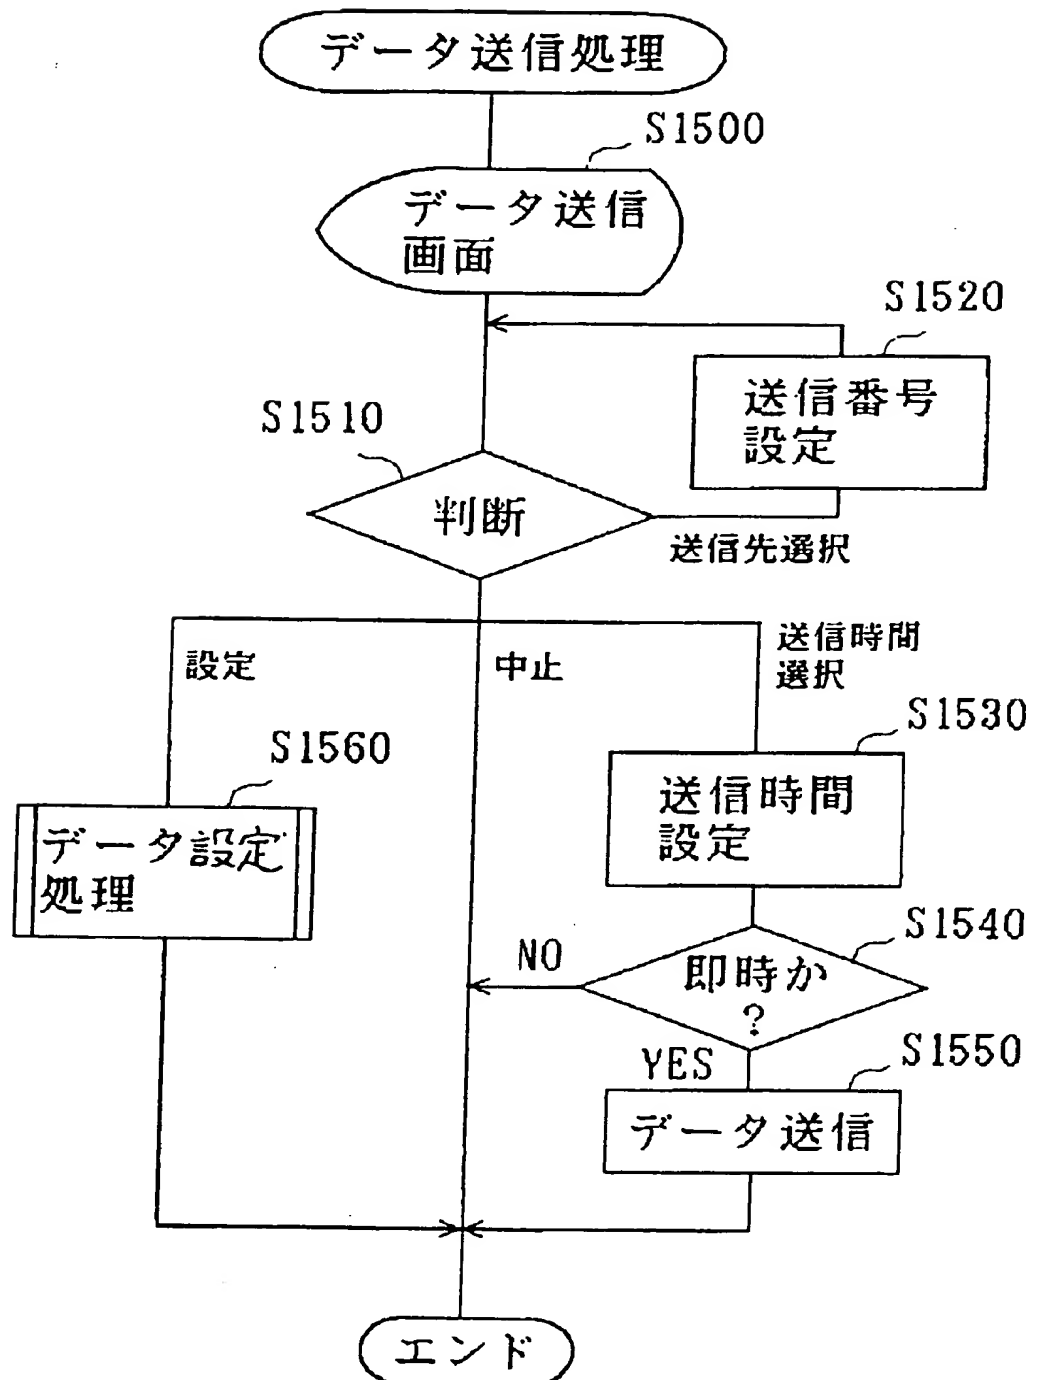 データ送信処理
S1500
データ送信
画面
S1520
送信番号
設定
S1510
判断
送信先選択
設定
中止
送信時間
選択
S1530
送信時間
設定
S1560
データ設定
処理
S1540
NO
即時か
?
YES
S1550
データ送信
エンド